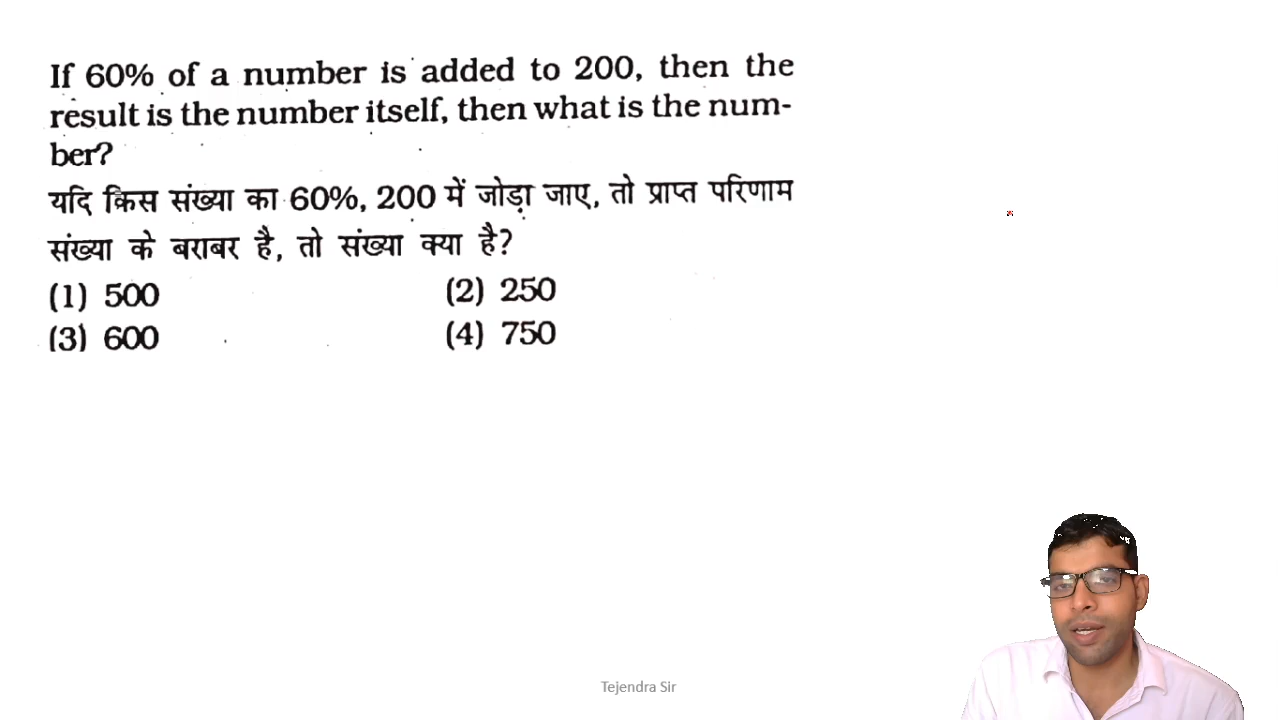 If 60% of a number is added to 200, then the
result is the number itself, then what is the num-
ber?
यदि किस संख्या का 60%, 200 में जोड़ा जाए, तो प्राप्त परिणाम
संख्या के बराबर है, तो संख्या क्या है?
(1) 500 (2) 250
(3) 600 (4) 750
Tejendra Sir